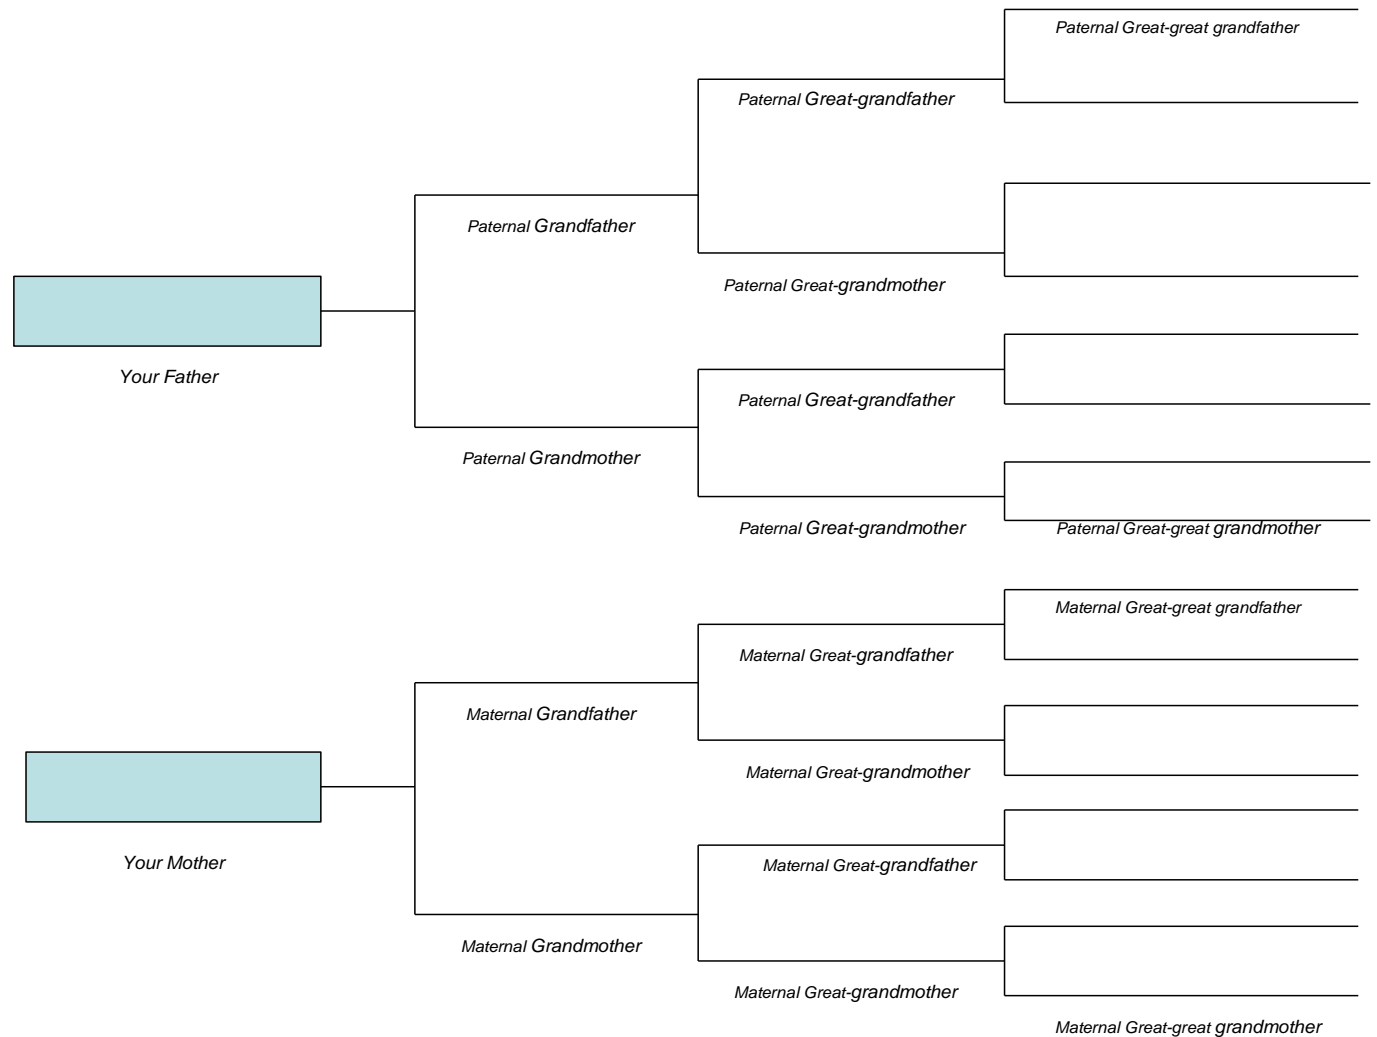 Paternal Great-great grandfather
Paternal Great-grandfather
Paternal Grandfather
Paternal Great-grandmother
Your Father
Paternal Great-grandfather
Paternal Grandmother
Paternal Great-grandmother
Paternal Great-great grandmother
Maternal Great-great grandfather
Maternal Great-grandfather
Maternal Grandfather
Maternal Great-grandmother
Your Mother
Maternal Great-grandfather
Maternal Grandmother
Maternal Great-grandmother
Maternal Great-great grandmother